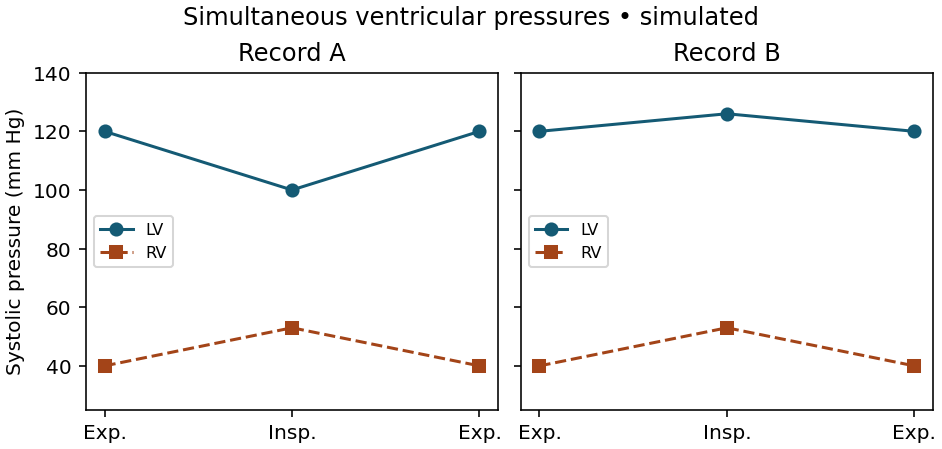 Simultaneous ventricular pressures • simulated
Record A
Record B
Systolic pressure (mm Hg)
140
120
100
80
60
40
LV
RV
LV
RV
Exp.
Insp.
Exp.
Exp.
Insp.
Exp.